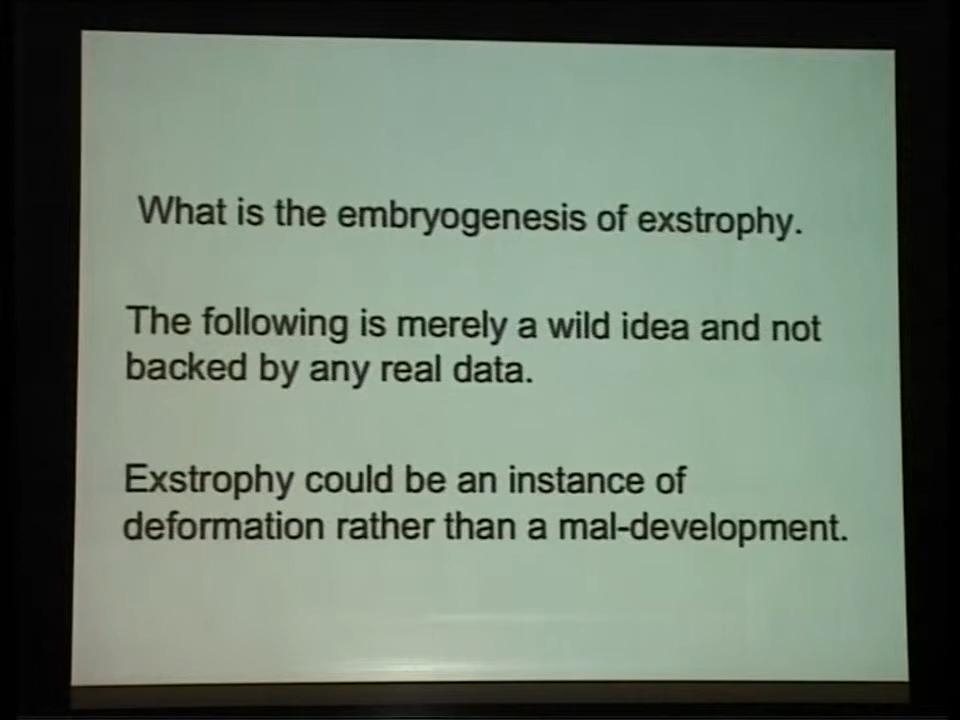 What is the embryogenesis of exstrophy.
The following is merely a wild idea and not
backed by any real data.
Exstrophy could be an instance of
deformation rather than a mal-development.